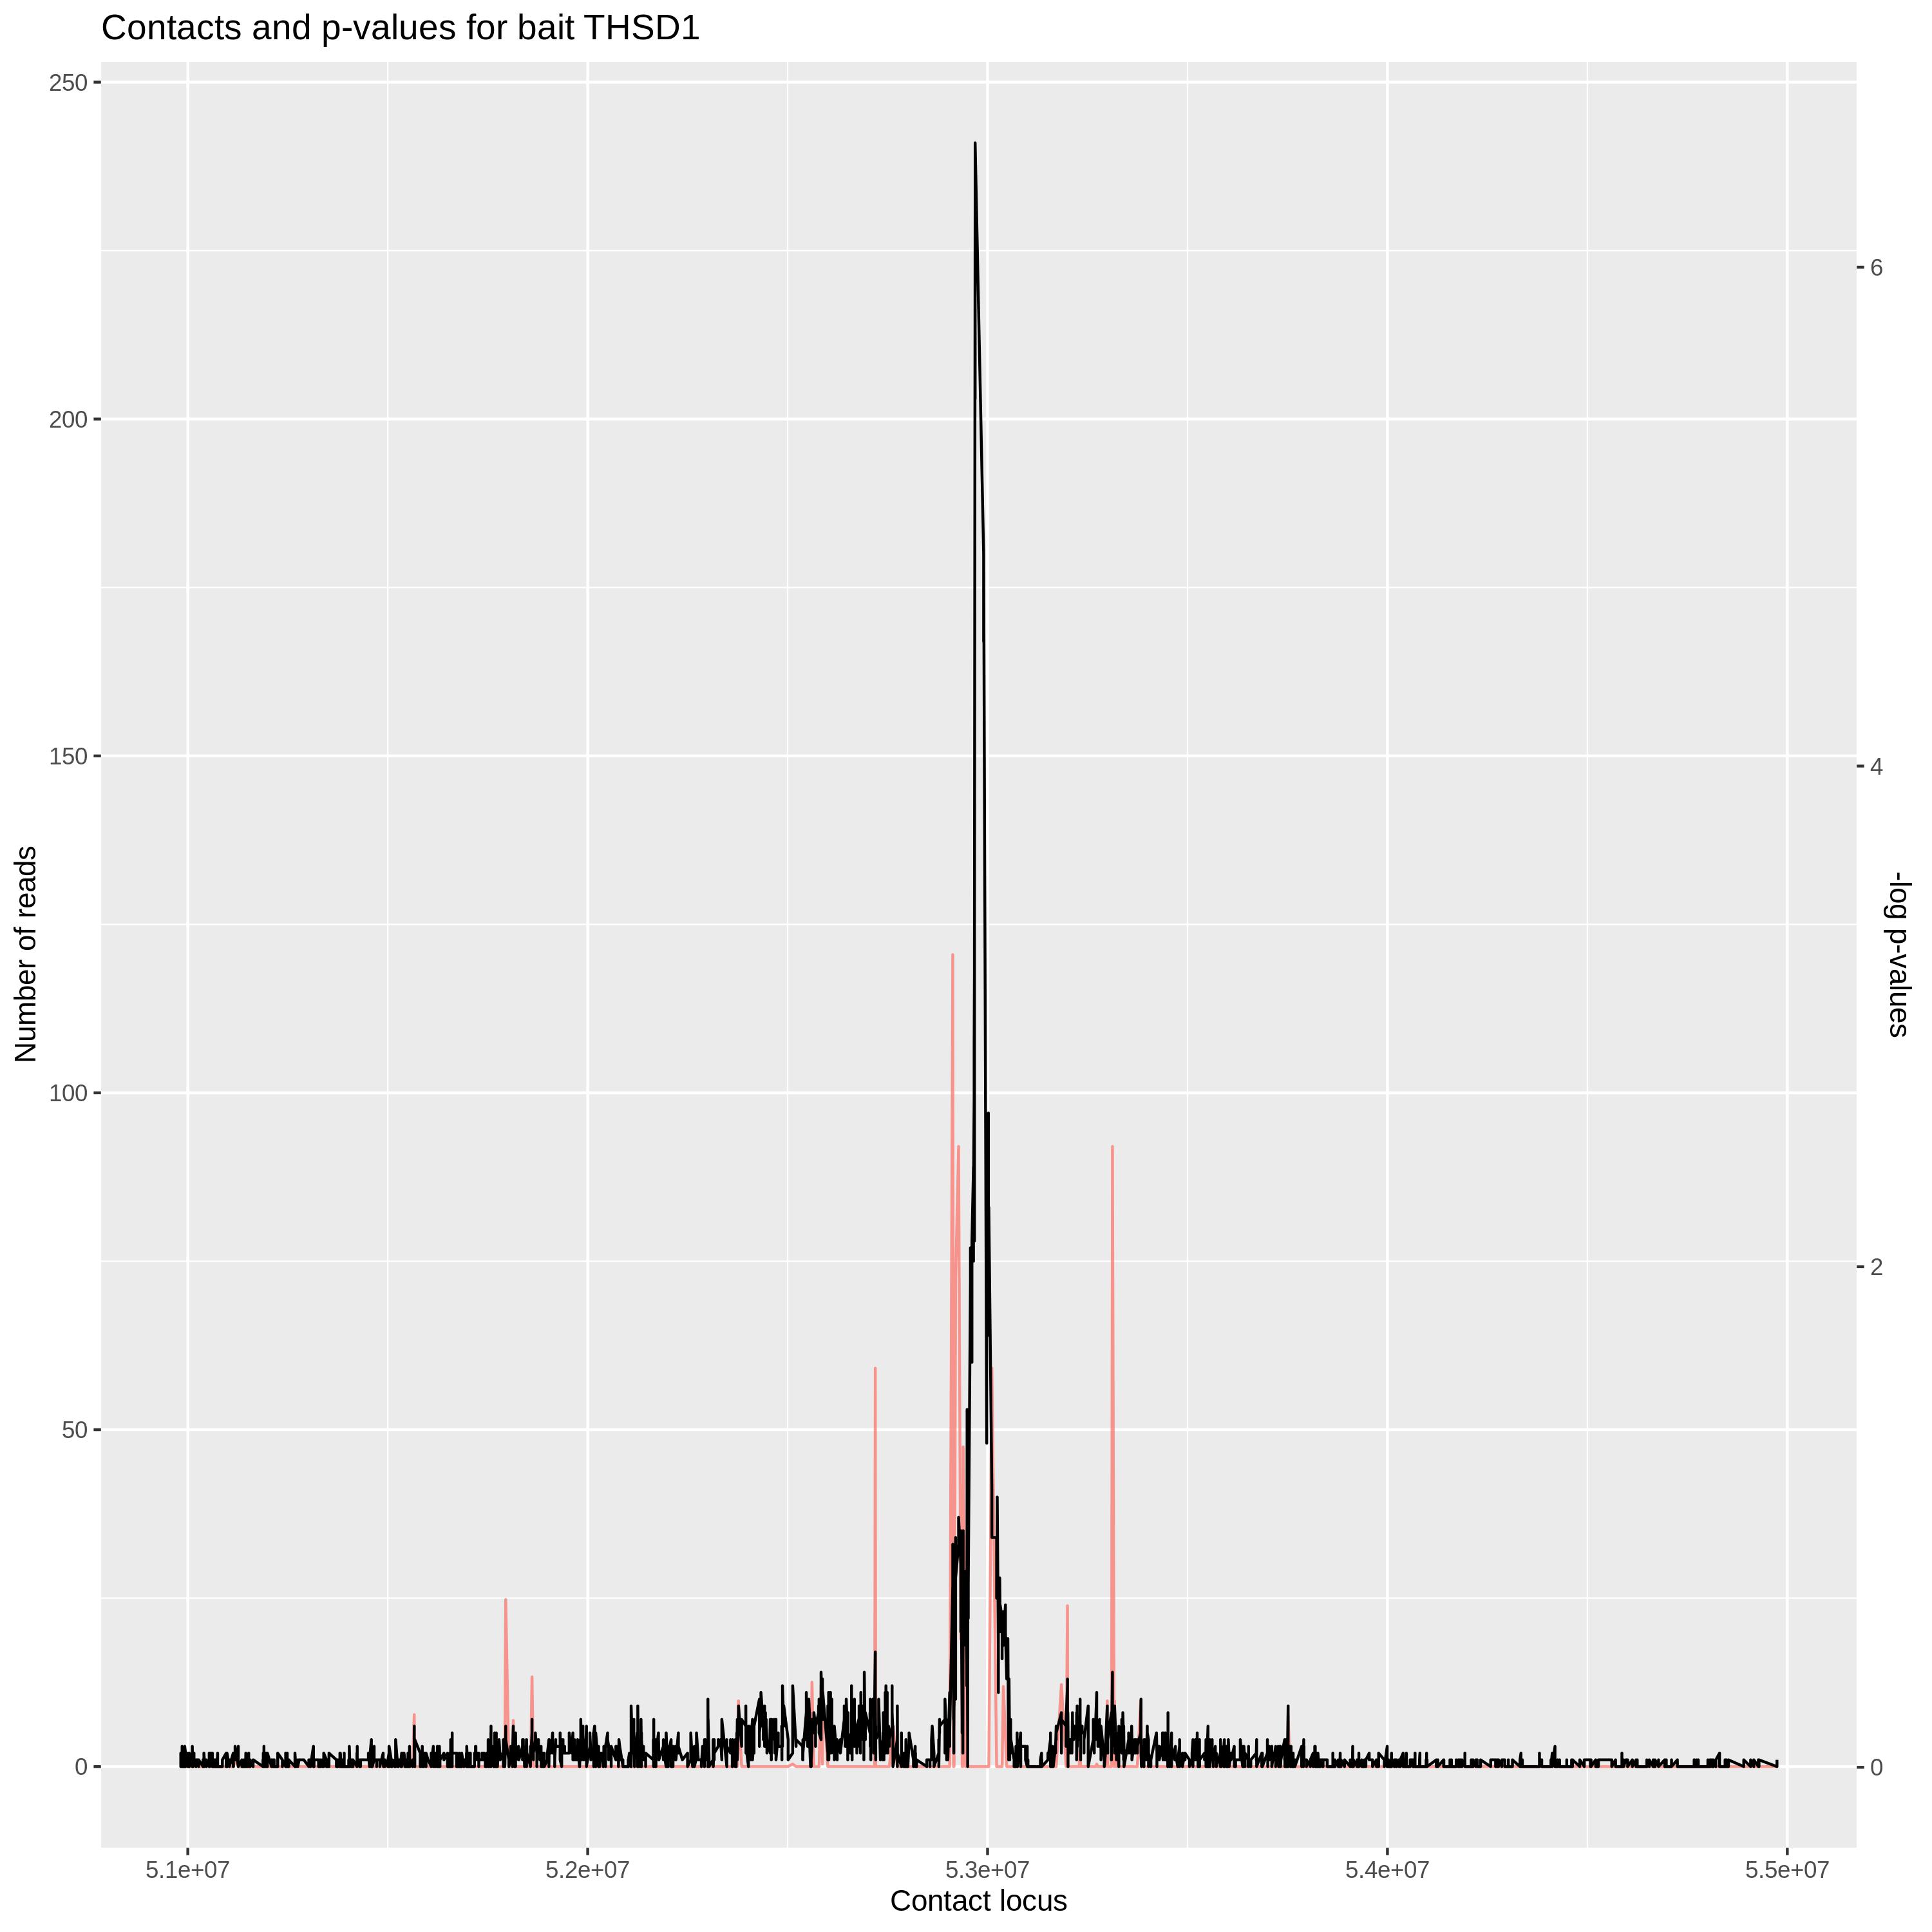 Contacts and p-values for bait THSD1
250
200
150
100
50
0
Number of reads
6
4
2
0
-log p-values
5.1e+07
5.2e+07
5.3e+07
5.4e+07
5.5e+07
Contact locus